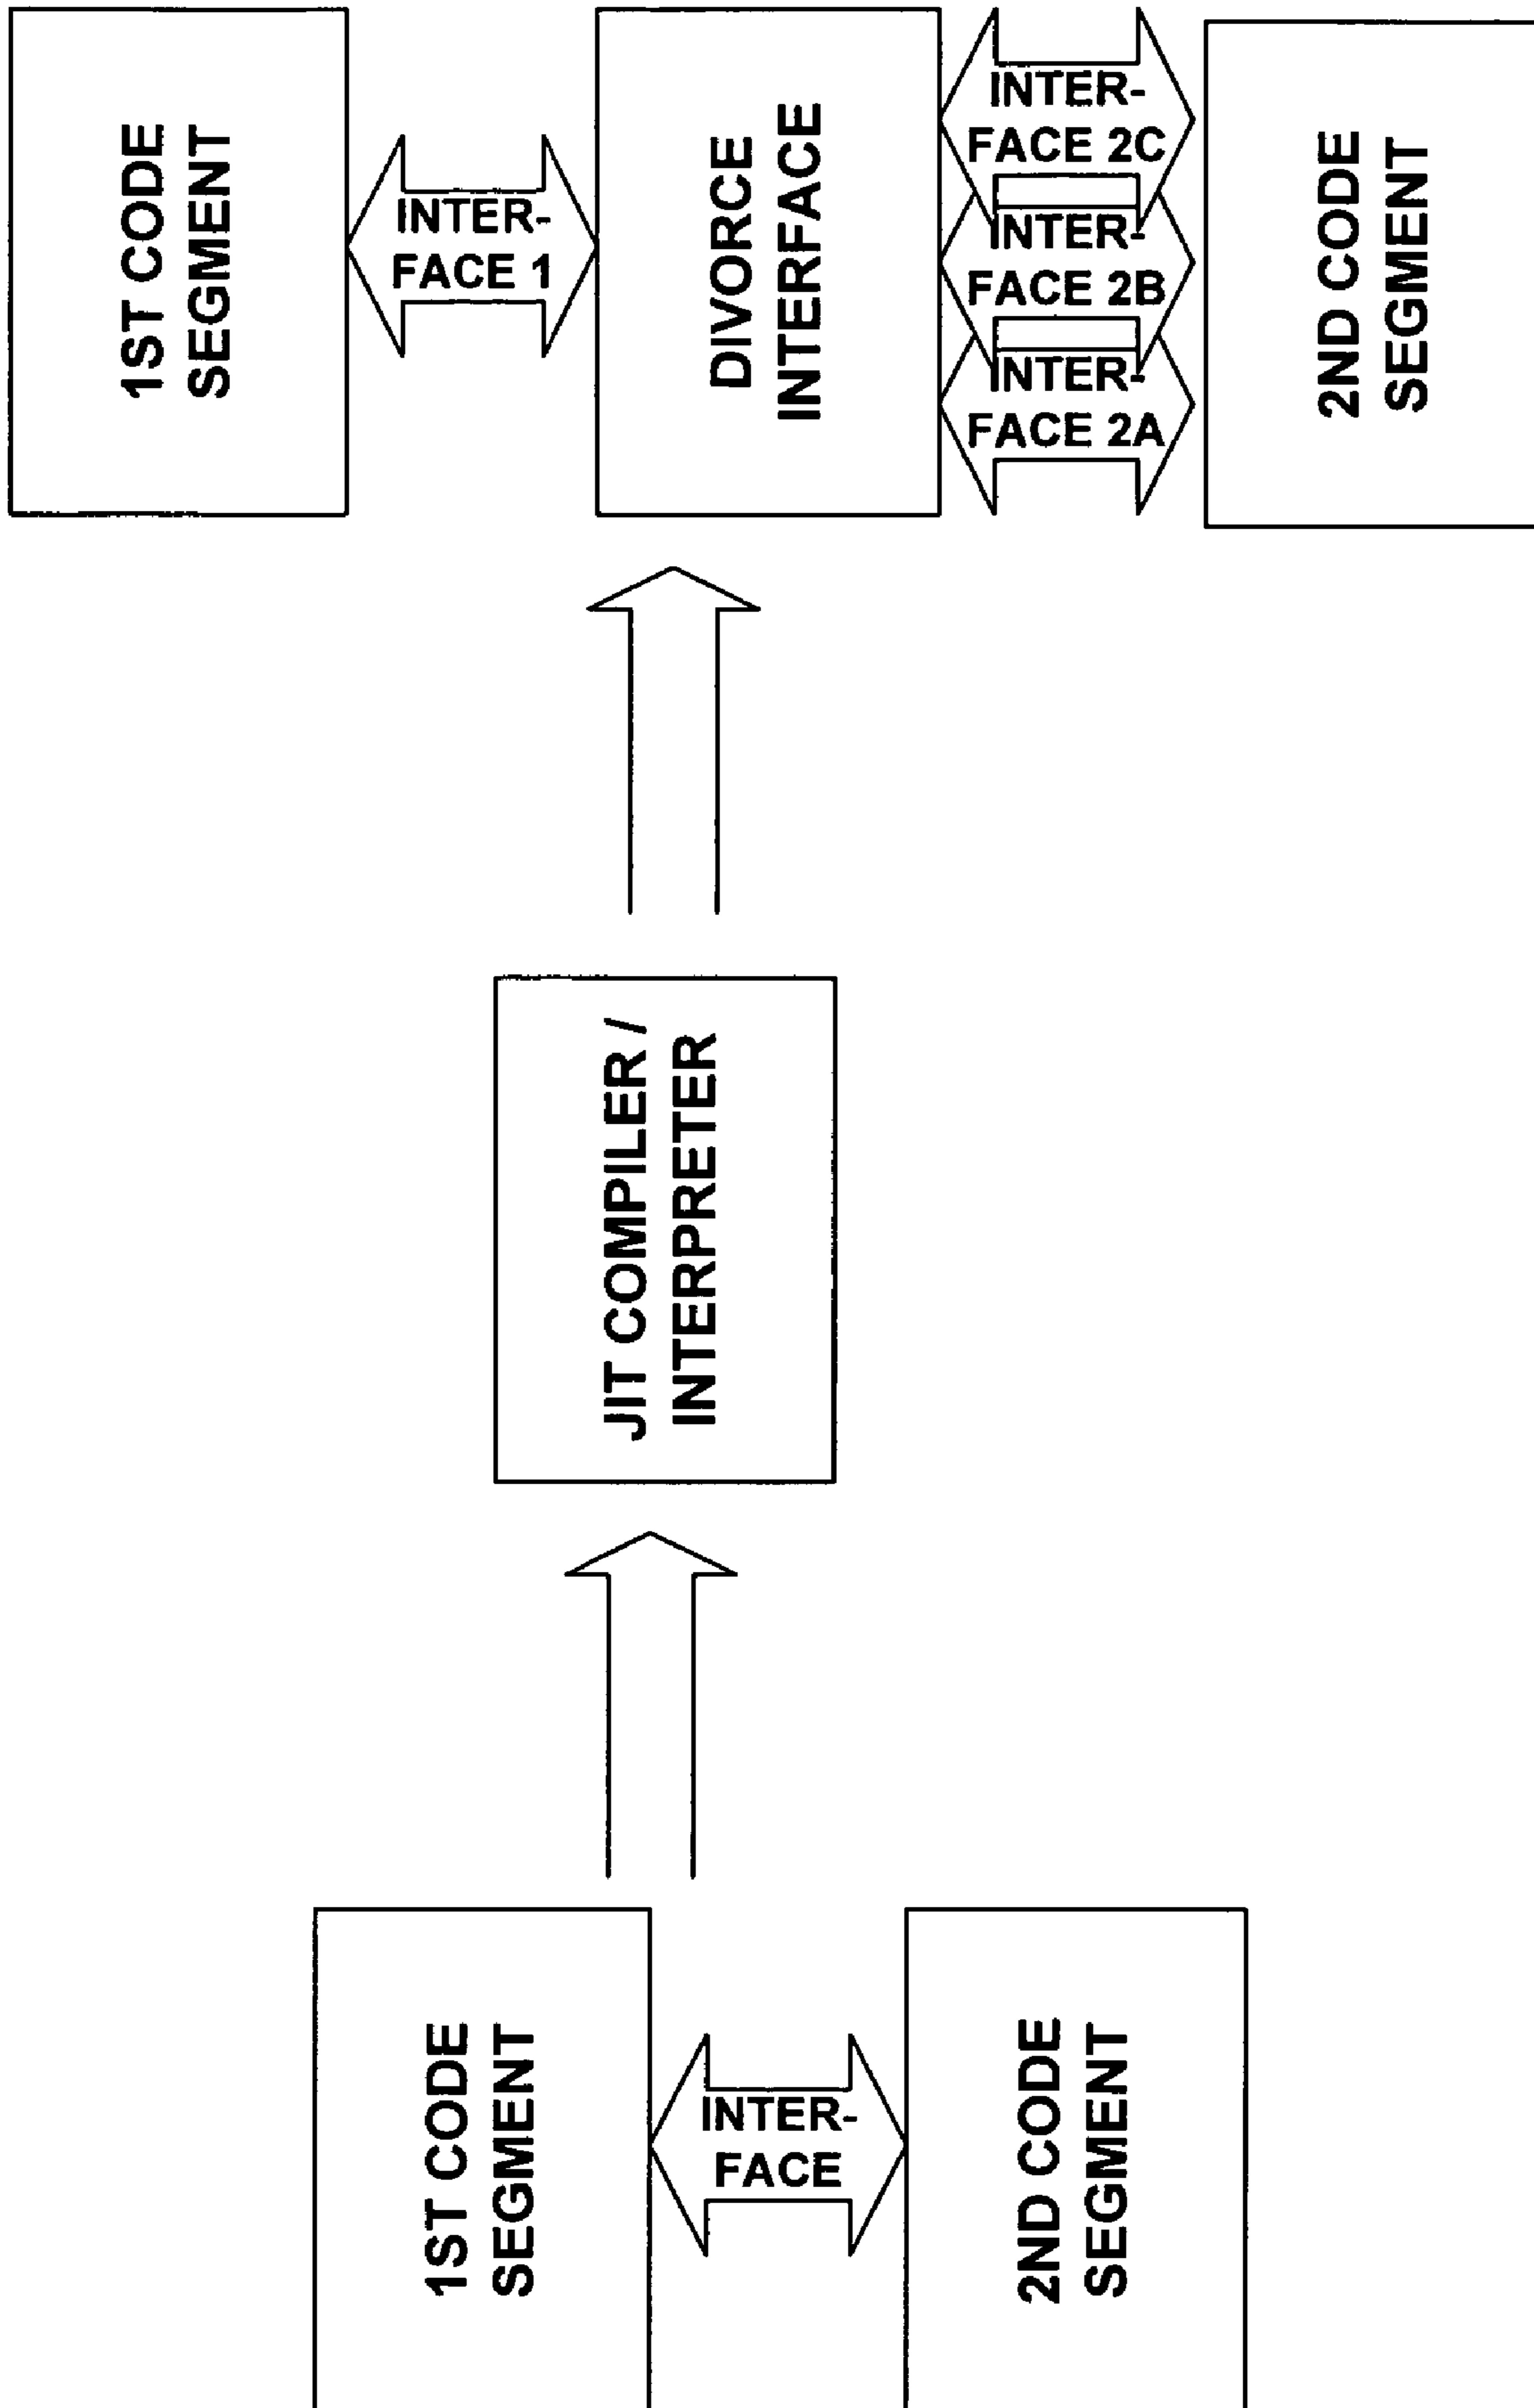 1ST CODE
SEGMENT
INTER-
FACE
2ND CODE
SEGMENT
JIT COMPILER /
INTERPRETER
1ST CODE
SEGMENT
INTER-
FACE 1
DIVORCE
INTERFACE
INTER-
FACE 2C
INTER-
FACE 2B
INTER-
FACE 2A
2ND CODE
SEGMENT